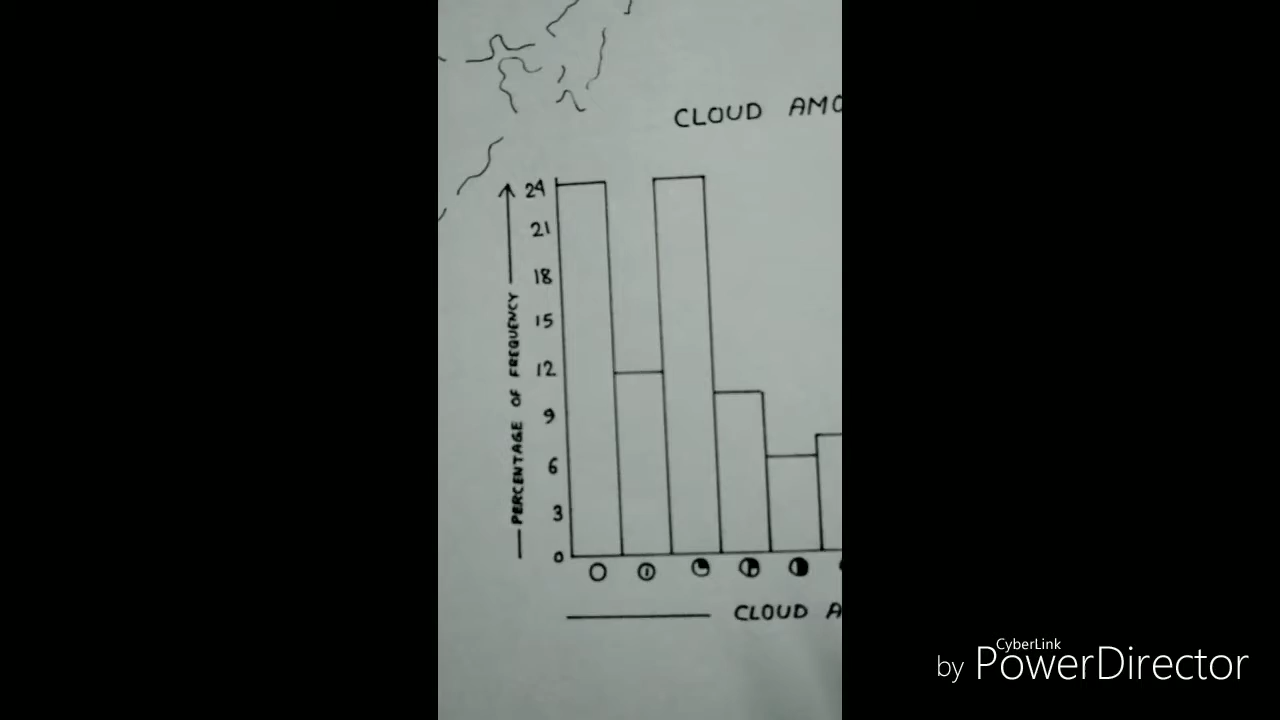 CLOUD AMO
24
21
18
15
12
9
6
3
0
PERCENTAGE OF FREQUENCY
CLOUD A
CyberLink
by PowerDirector